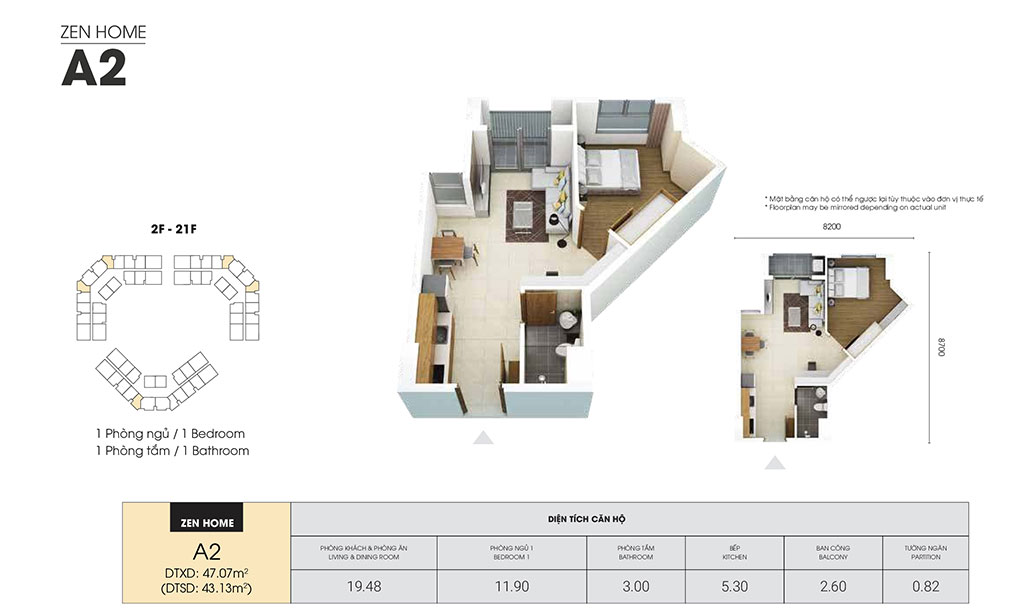 ZEN HOME
A2
* Mặt bằng căn hộ có thể ngược lại tùy thuộc vào đơn vị thực tế
* Floorplan may be mirrored depending on actual unit
8200
2F - 21F
8700
1 Phòng ngủ / 1 Bedroom
1 Phòng tắm / 1 Bathroom
ZEN HOME
A2
DTXD: 47.07m²
(DTSD: 43.13m²)
DIỆN TÍCH CĂN HỘ
PHÒNG KHÁCH & PHÒNG ĂN
LIVING & DINING ROOM
19.48
PHÒNG NGỦ 1
BEDROOM 1
11.90
PHÒNG TẮM
BATHROOM
3.00
BẾP
KITCHEN
5.30
BAN CÔNG
BALCONY
2.60
TƯỜNG NGĂN
PARTITION
0.82